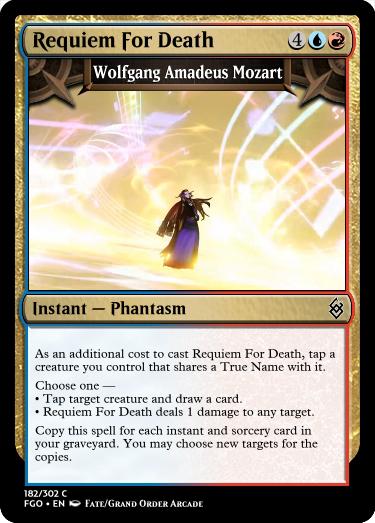 Requiem For Death 4
Wolfgang Amadeus Mozart
Instant — Phantasm
As an additional cost to cast Requiem For Death, tap a
creature you control that shares a True Name with it.
Choose one —
• Tap target creature and draw a card.
• Requiem For Death deals 1 damage to any target.
Copy this spell for each instant and sorcery card in
your graveyard. You may choose new targets for the
copies.
182/302 C
FGO • EN Fate/Grand Order Arcade